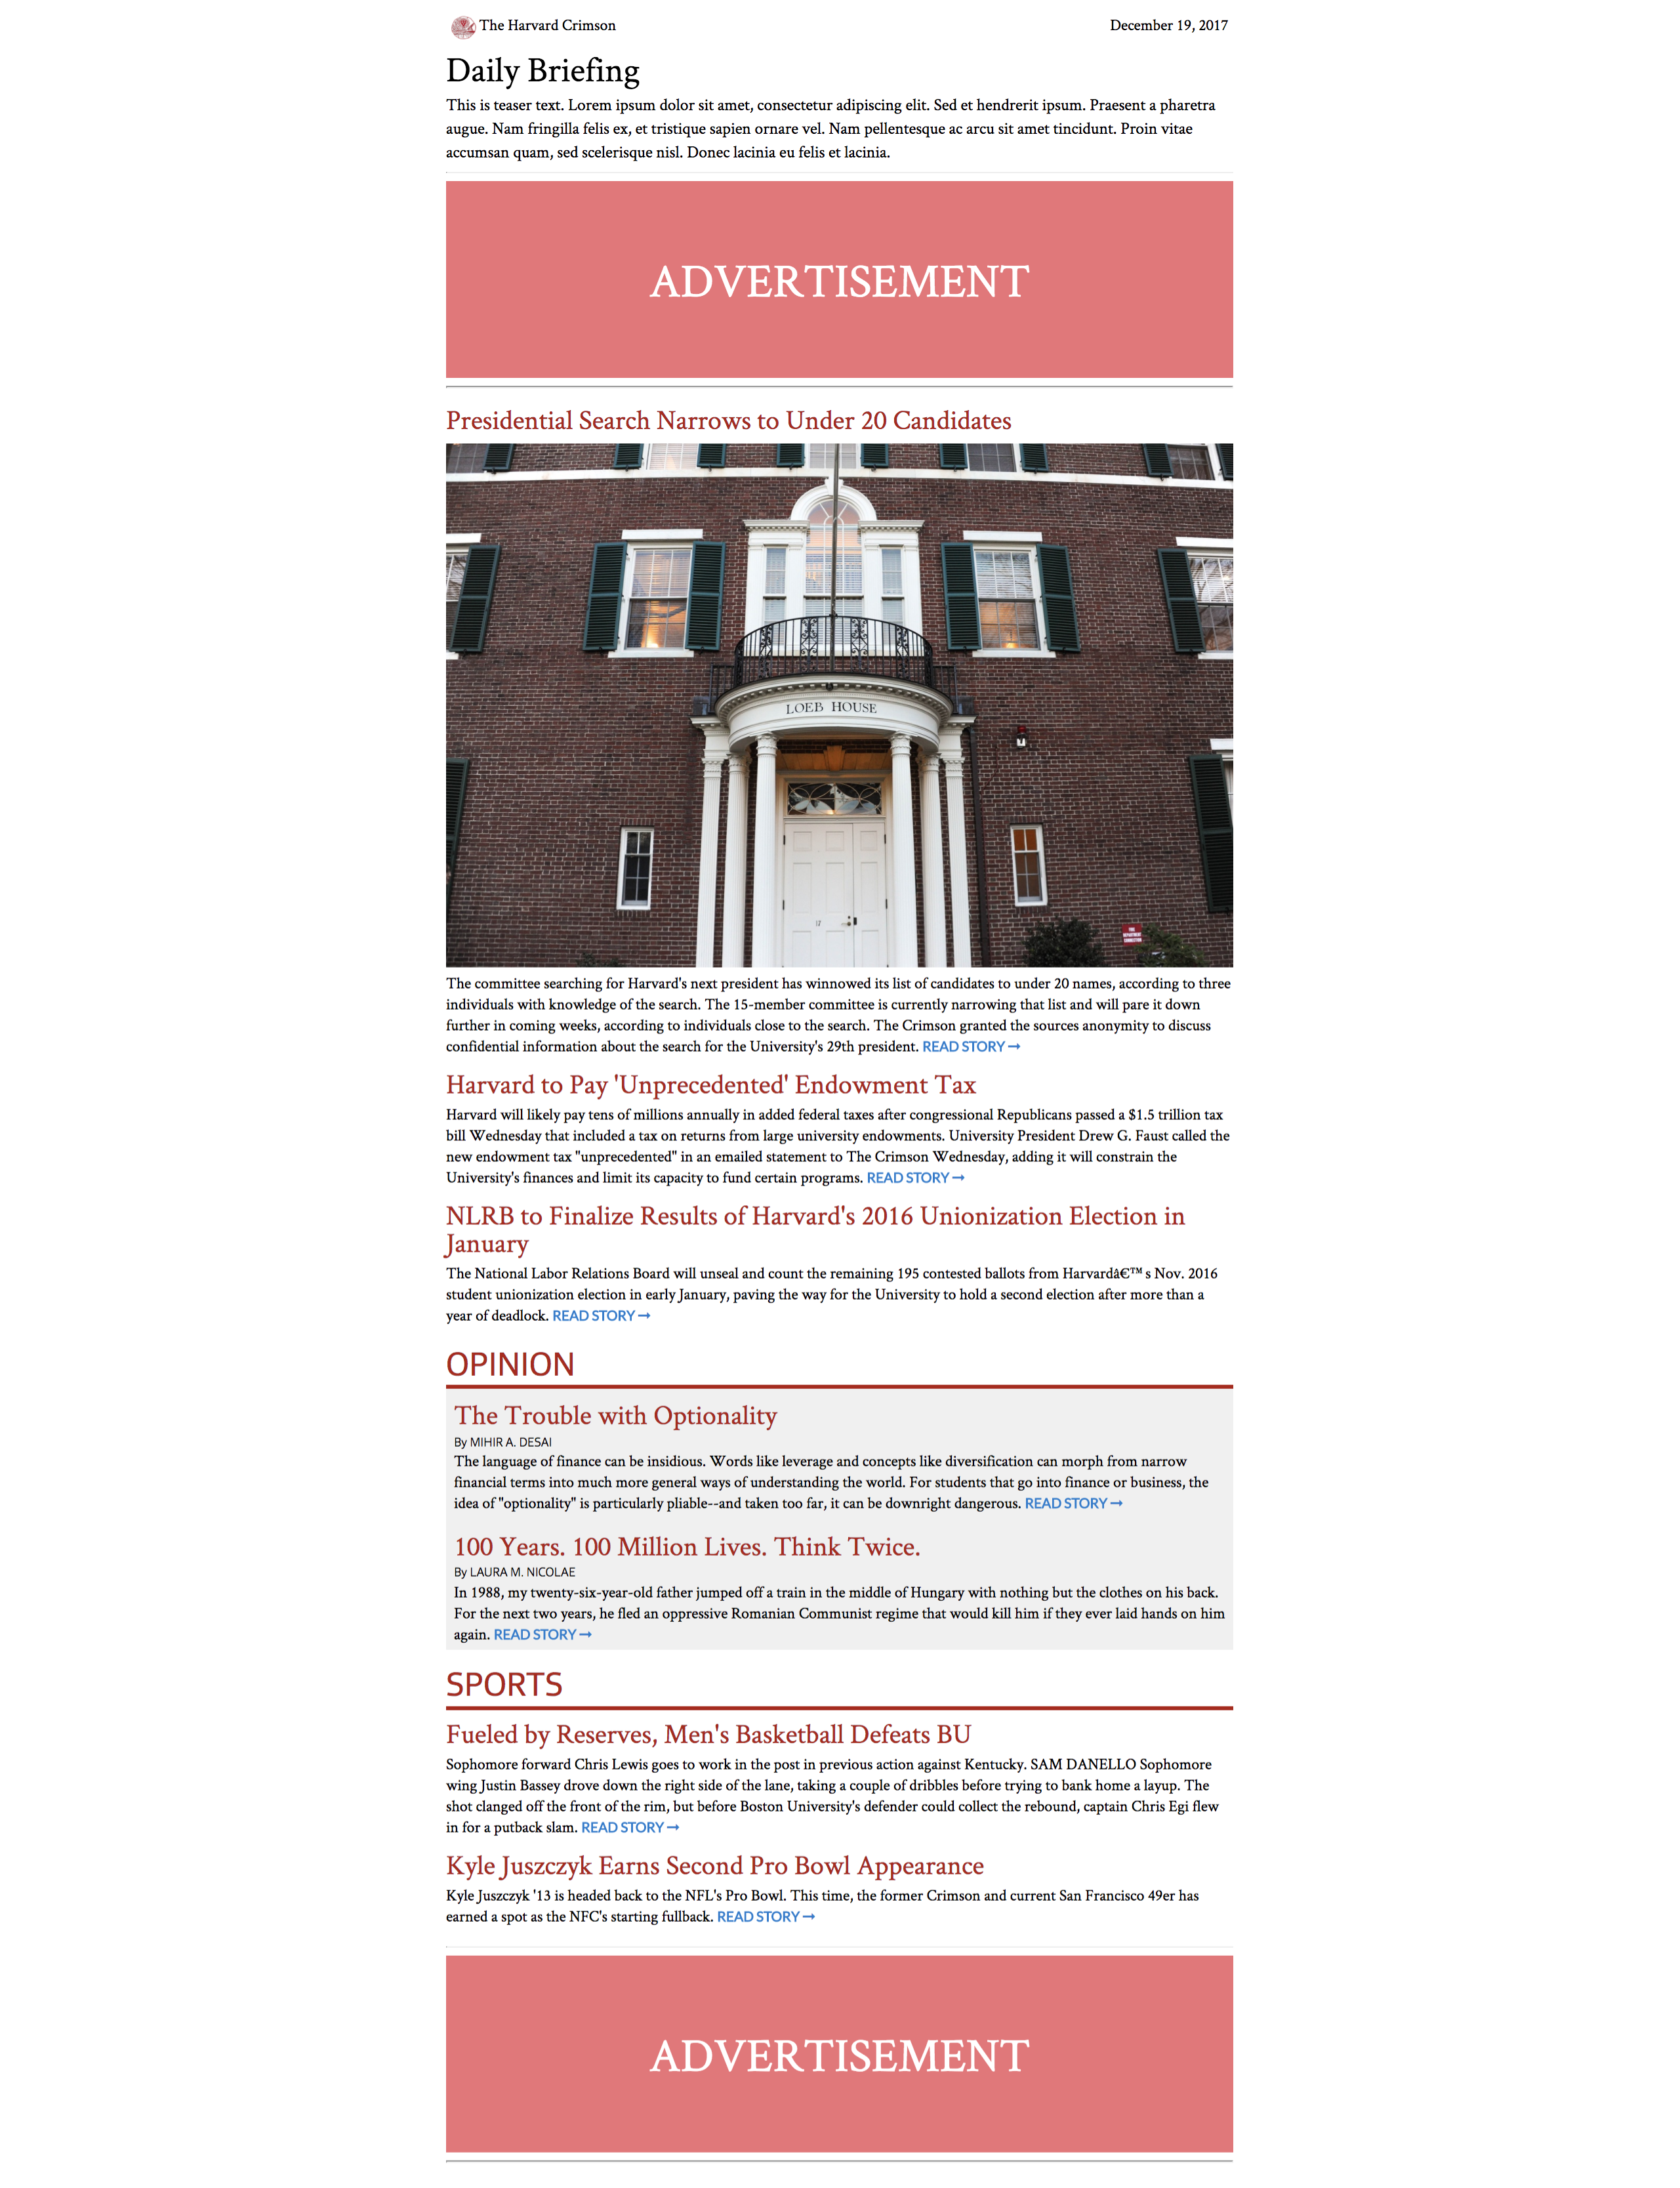 The Harvard Crimson
December 19, 2017
Daily Briefing
This is teaser text. Lorem ipsum dolor sit amet, consectetur adipiscing elit. Sed et hendrerit ipsum. Praesent a pharetra
augue. Nam fringilla felis ex, et tristique sapien ornare vel. Nam pellentesque ac arcu sit amet tincidunt. Proin vitae
accumsan quam, sed scelerisque nisl. Donec lacinia eu felis et lacinia.
ADVERTISEMENT
Presidential Search Narrows to Under 20 Candidates
LOEB HOUSE
17
FIRE
DEPARTMENT
CONNECTION
The committee searching for Harvard's next president has winnowed its list of candidates to under 20 names, according to three
individuals with knowledge of the search. The 15-member committee is currently narrowing that list and will pare it down
further in coming weeks, according to individuals close to the search. The Crimson granted the sources anonymity to discuss
confidential information about the search for the University's 29th president. READ STORY →
Harvard to Pay 'Unprecedented' Endowment Tax
Harvard will likely pay tens of millions annually in added federal taxes after congressional Republicans passed a $1.5 trillion tax
bill Wednesday that included a tax on returns from large university endowments. University President Drew G. Faust called the
new endowment tax "unprecedented" in an emailed statement to The Crimson Wednesday, adding it will constrain the
University's finances and limit its capacity to fund certain programs. READ STORY →
NLRB to Finalize Results of Harvard's 2016 Unionization Election in
January
The National Labor Relations Board will unseal and count the remaining 195 contested ballots from Harvardâ€™s Nov. 2016
student unionization election in early January, paving the way for the University to hold a second election after more than a
year of deadlock. READ STORY →
OPINION
The Trouble with Optionality
By MIHIR A. DESAI
The language of finance can be insidious. Words like leverage and concepts like diversification can morph from narrow
financial terms into much more general ways of understanding the world. For students that go into finance or business, the
idea of "optionality" is particularly pliable--and taken too far, it can be downright dangerous. READ STORY →
100 Years. 100 Million Lives. Think Twice.
By LAURA M. NICOLAE
In 1988, my twenty-six-year-old father jumped off a train in the middle of Hungary with nothing but the clothes on his back.
For the next two years, he fled an oppressive Romanian Communist regime that would kill him if they ever laid hands on him
again. READ STORY →
SPORTS
Fueled by Reserves, Men's Basketball Defeats BU
Sophomore forward Chris Lewis goes to work in the post in previous action against Kentucky. SAM DANELLO Sophomore
wing Justin Bassey drove down the right side of the lane, taking a couple of dribbles before trying to bank home a layup. The
shot clanged off the front of the rim, but before Boston University's defender could collect the rebound, captain Chris Egi flew
in for a putback slam. READ STORY →
Kyle Juszczyk Earns Second Pro Bowl Appearance
Kyle Juszczyk '13 is headed back to the NFL's Pro Bowl. This time, the former Crimson and current San Francisco 49er has
earned a spot as the NFC's starting fullback. READ STORY →
ADVERTISEMENT